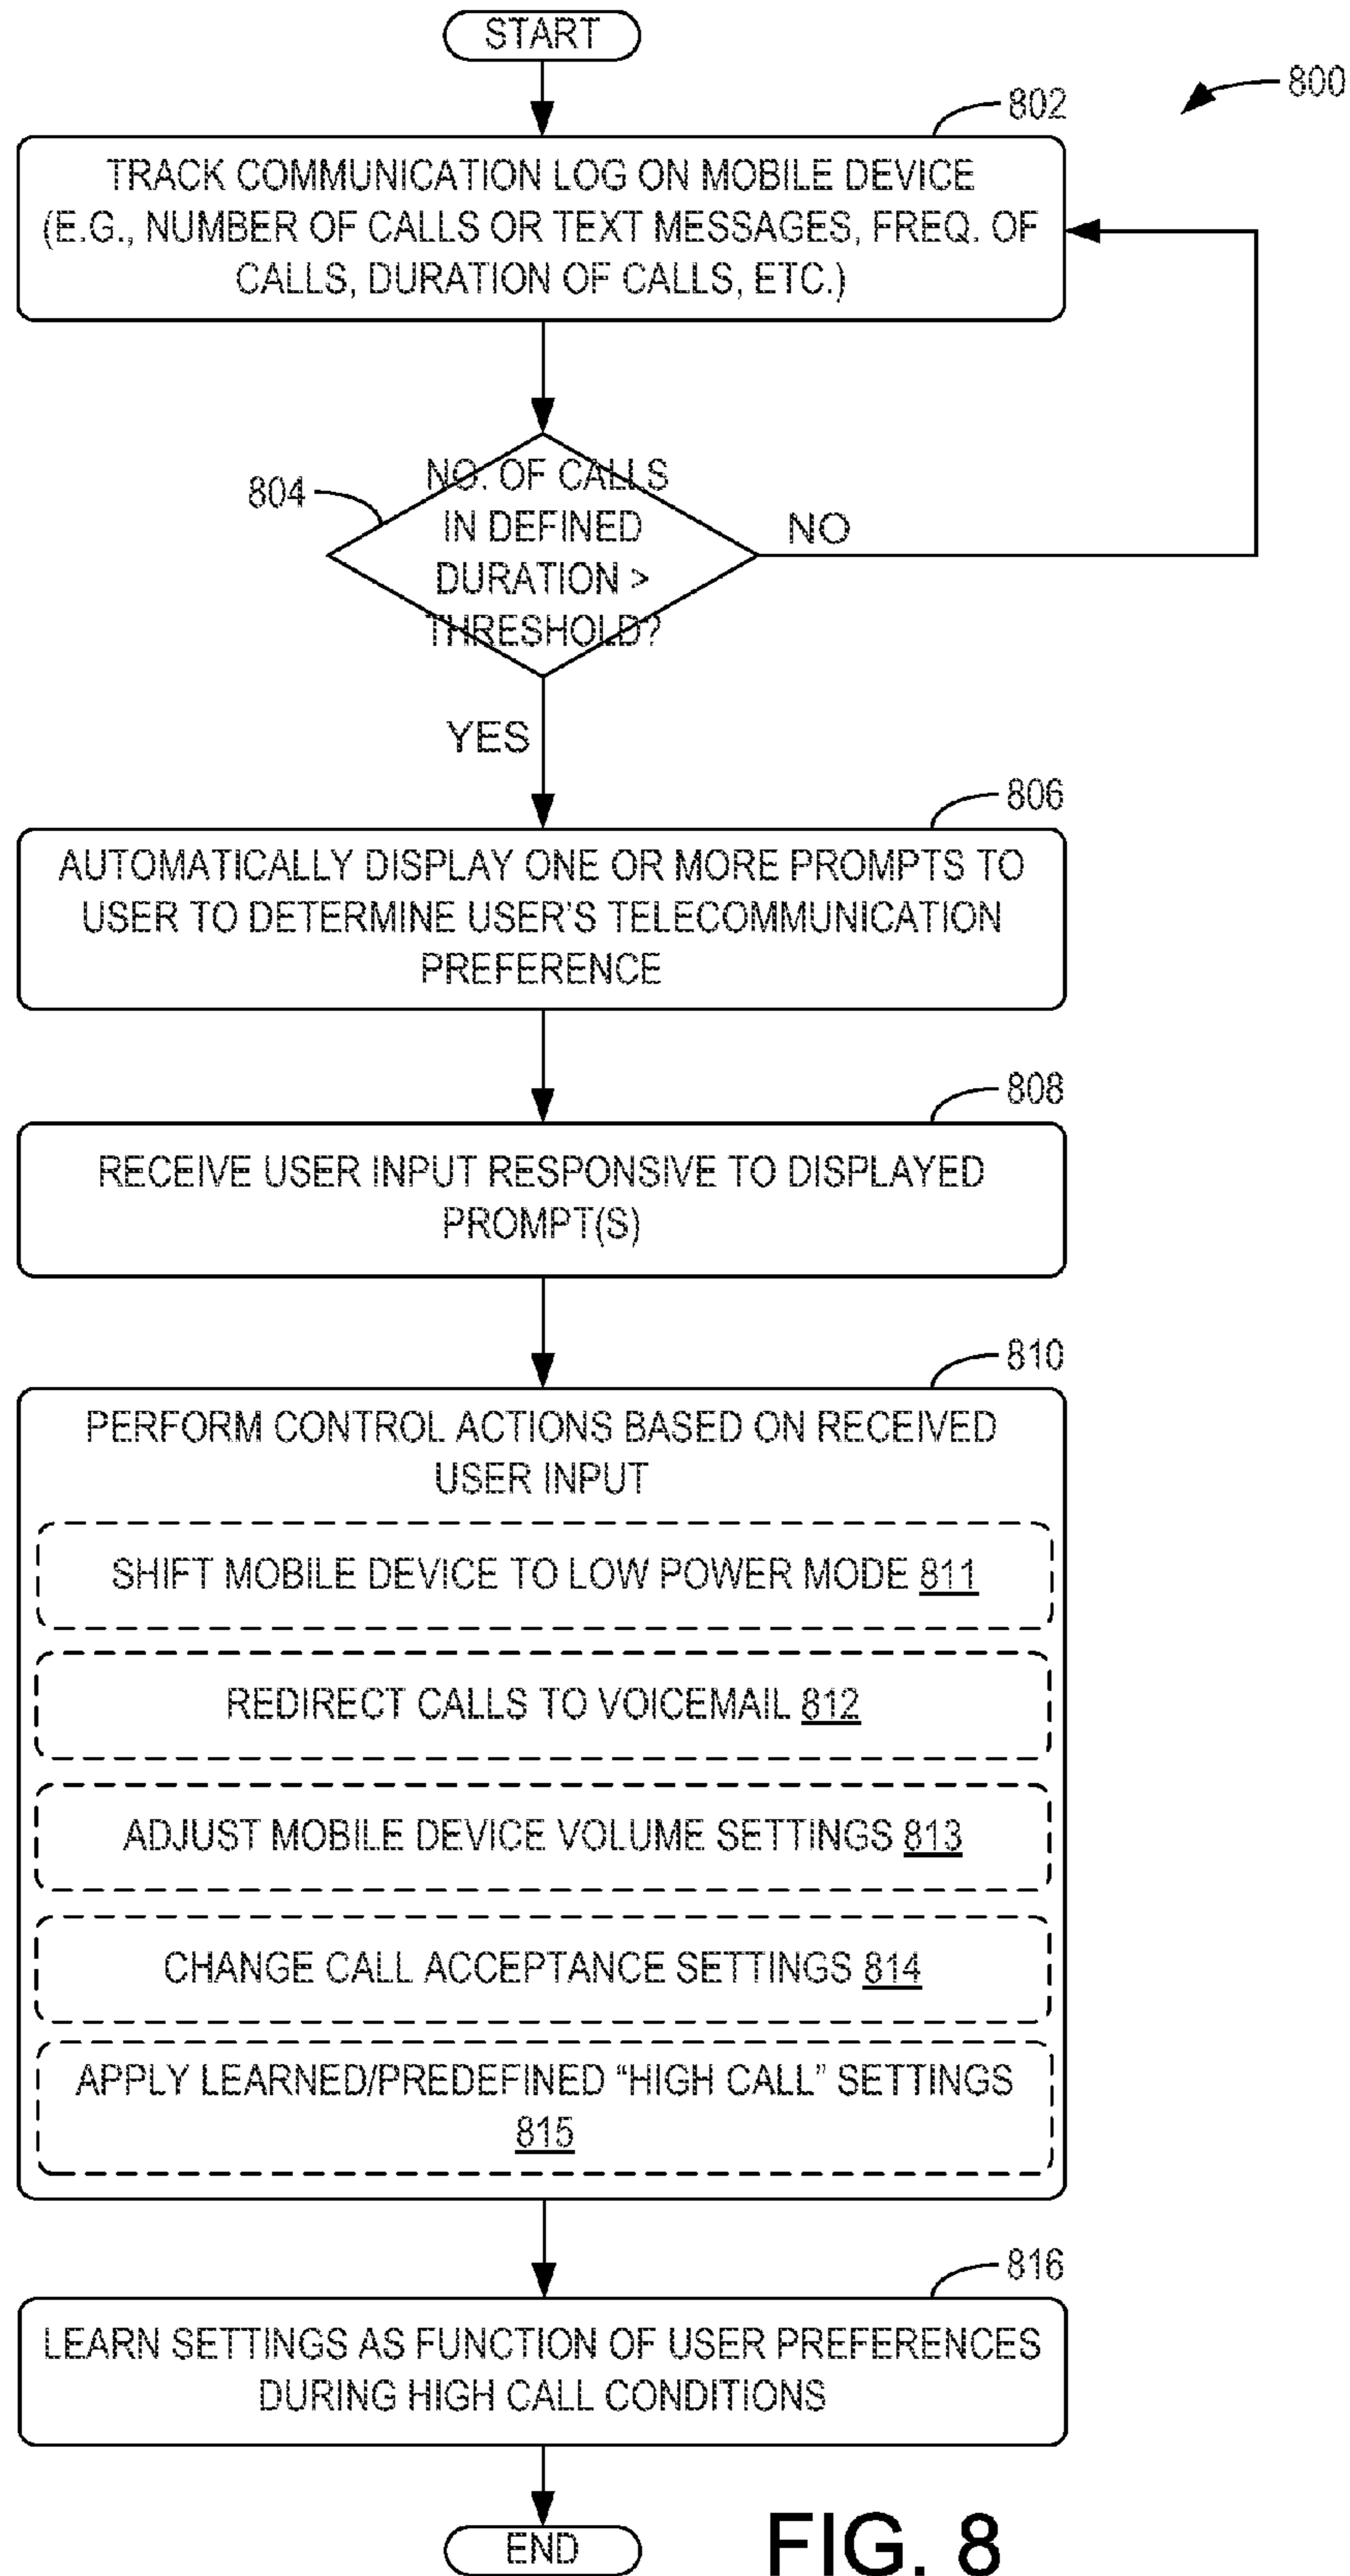 START
800
802
TRACK COMMUNICATION LOG ON MOBILE DEVICE
(E.G., NUMBER OF CALLS OR TEXT MESSAGES, FREQ. OF
CALLS, DURATION OF CALLS, ETC.)
804
NO. OF CALLS
IN DEFINED
DURATION >
THRESHOLD?
NO
YES
806
AUTOMATICALLY DISPLAY ONE OR MORE PROMPTS TO
USER TO DETERMINE USER'S TELECOMMUNICATION
PREFERENCE
808
RECEIVE USER INPUT RESPONSIVE TO DISPLAYED
PROMPT(S)
810
PERFORM CONTROL ACTIONS BASED ON RECEIVED
USER INPUT
SHIFT MOBILE DEVICE TO LOW POWER MODE 811
REDIRECT CALLS TO VOICEMAIL 812
ADJUST MOBILE DEVICE VOLUME SETTINGS 813
CHANGE CALL ACCEPTANCE SETTINGS 814
APPLY LEARNED/PREDEFINED “HIGH CALL” SETTINGS
815
816
LEARN SETTINGS AS FUNCTION OF USER PREFERENCES
DURING HIGH CALL CONDITIONS
END
FIG. 8